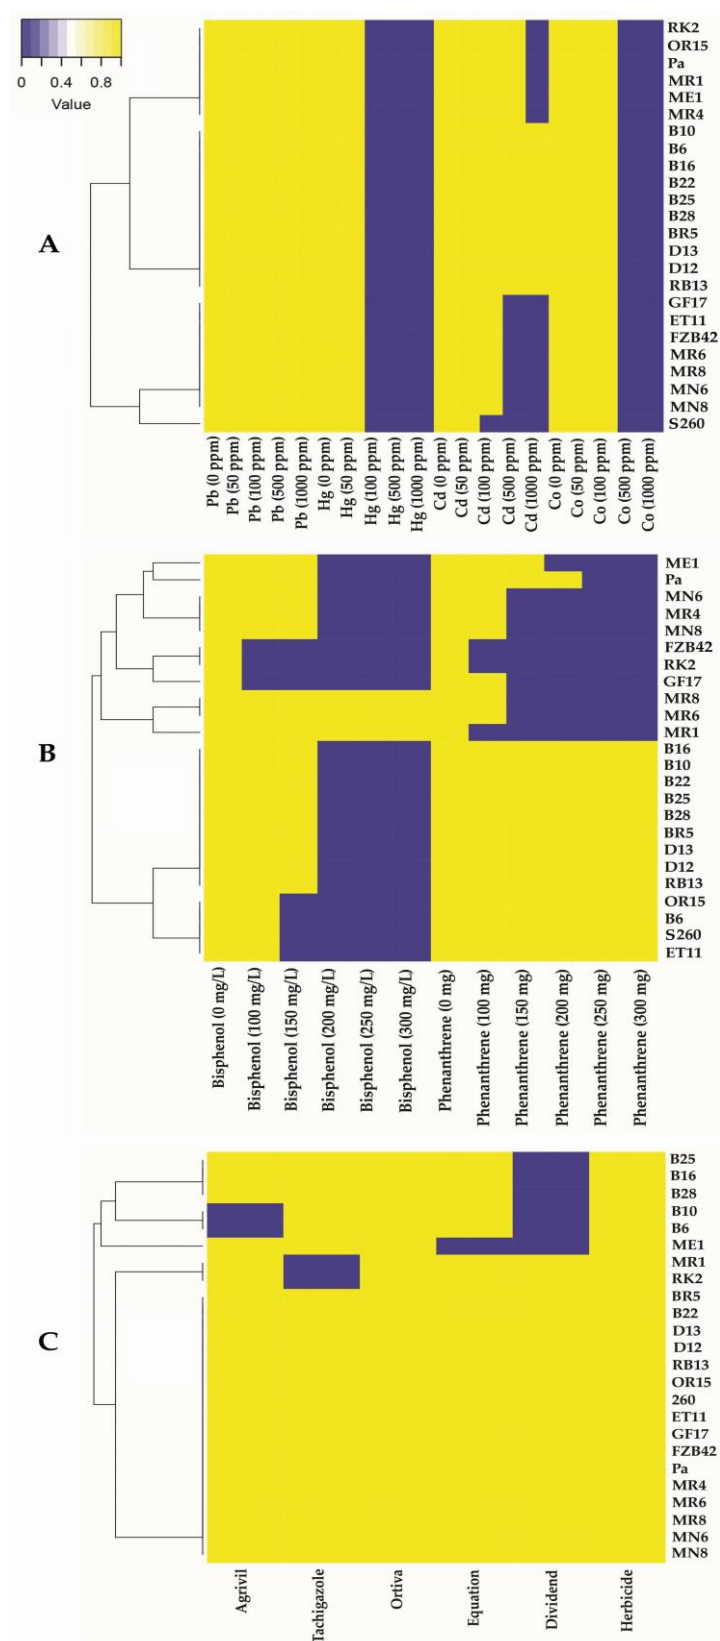 0 0.4 0.8
Value
A
RK2
OR15
Pa
MR1
ME1
MR4
B10
B6
B16
B22
B25
B28
BR5
D13
D12
RB13
GF17
ET11
FZB42
MR6
MR8
MN6
MN8
S260
Pb (0 ppm)
Pb (50 ppm)
Pb (100 ppm)
Pb (500 ppm)
Pb (1000 ppm)
Hg (0 ppm)
Hg (50 ppm)
Hg (100 ppm)
Hg (500 ppm)
Hg (1000 ppm)
Cd (0 ppm)
Cd (50 ppm)
Cd (100 ppm)
Cd (500 ppm)
Cd (1000 ppm)
Co (0 ppm)
Co (50 ppm)
Co (100 ppm)
Co (500 ppm)
Co (1000 ppm)
B
ME1
Pa
MN6
MR4
MN8
FZB42
RK2
GF17
MR8
MR6
MR1
B16
B10
B22
B25
B28
BR5
D13
D12
RB13
OR15
B6
S260
ET11
Bisphenol (0 mg/L)
Bisphenol (100 mg/L)
Bisphenol (150 mg/L)
Bisphenol (200 mg/L)
Bisphenol (250 mg/L)
Bisphenol (300 mg/L)
Phenanthrene (0 mg)
Phenanthrene (100 mg)
Phenanthrene (150 mg)
Phenanthrene (200 mg)
Phenanthrene (250 mg)
Phenanthrene (300 mg)
C
B25
B16
B28
B10
B6
ME1
MR1
RK2
BR5
B22
D13
D12
RB13
OR15
260
ET11
GF17
FZB42
Pa
MR4
MR6
MR8
MN6
MN8
Agrivil
Tachigazole
Ortiva
Equation
Dividend
Herbicide